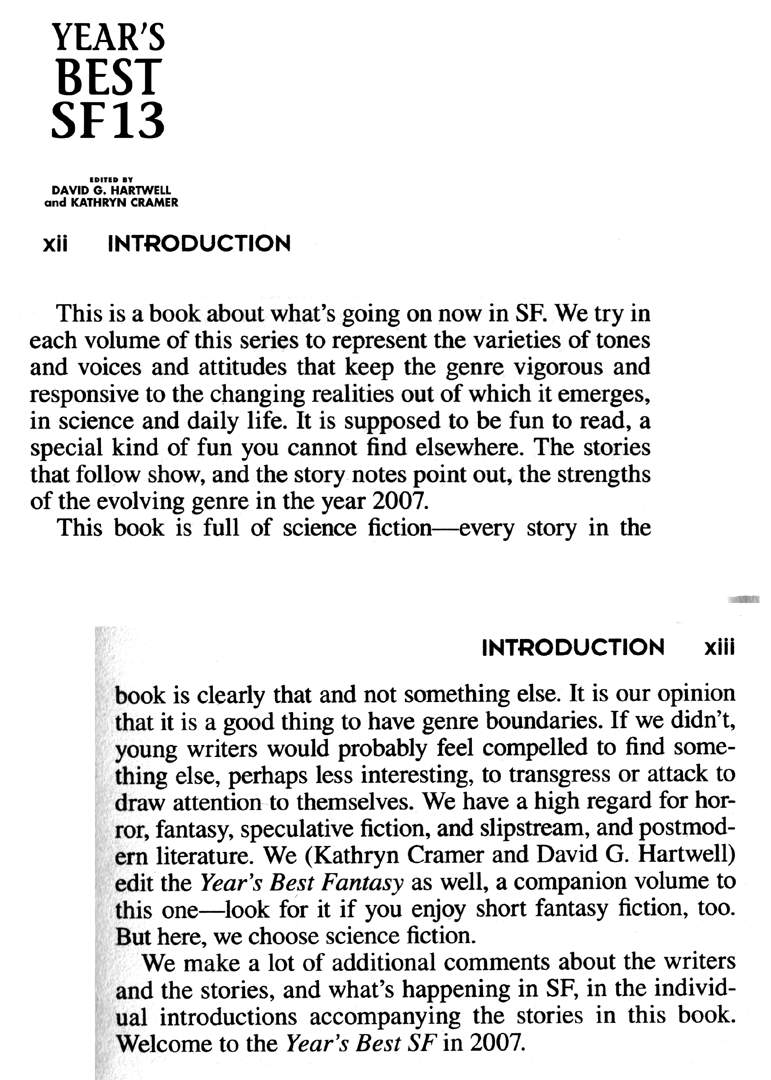 YEAR'S
BEST
SF13
EDITED BY
DAVID G. HARTWELL
and KATHRYN CRAMER
xii INTRODUCTION
This is a book about what's going on now in SF. We try in
each volume of this series to represent the varieties of tones
and voices and attitudes that keep the genre vigorous and
responsive to the changing realities out of which it emerges,
in science and daily life. It is supposed to be fun to read, a
special kind of fun you cannot find elsewhere. The stories
that follow show, and the story notes point out, the strengths
of the evolving genre in the year 2007.
This book is full of science fiction—every story in the
INTRODUCTION xiii
book is clearly that and not something else. It is our opinion
that it is a good thing to have genre boundaries. If we didn't,
young writers would probably feel compelled to find some-
thing else, perhaps less interesting, to transgress or attack to
draw attention to themselves. We have a high regard for hor-
ror, fantasy, speculative fiction, and slipstream, and postmod-
ern literature. We (Kathryn Cramer and David G. Hartwell)
edit the Year's Best Fantasy as well, a companion volume to
this one—look for it if you enjoy short fantasy fiction, too.
But here, we choose science fiction.
We make a lot of additional comments about the writers
and the stories, and what's happening in SF, in the individ-
ual introductions accompanying the stories in this book.
Welcome to the Year's Best SF in 2007.